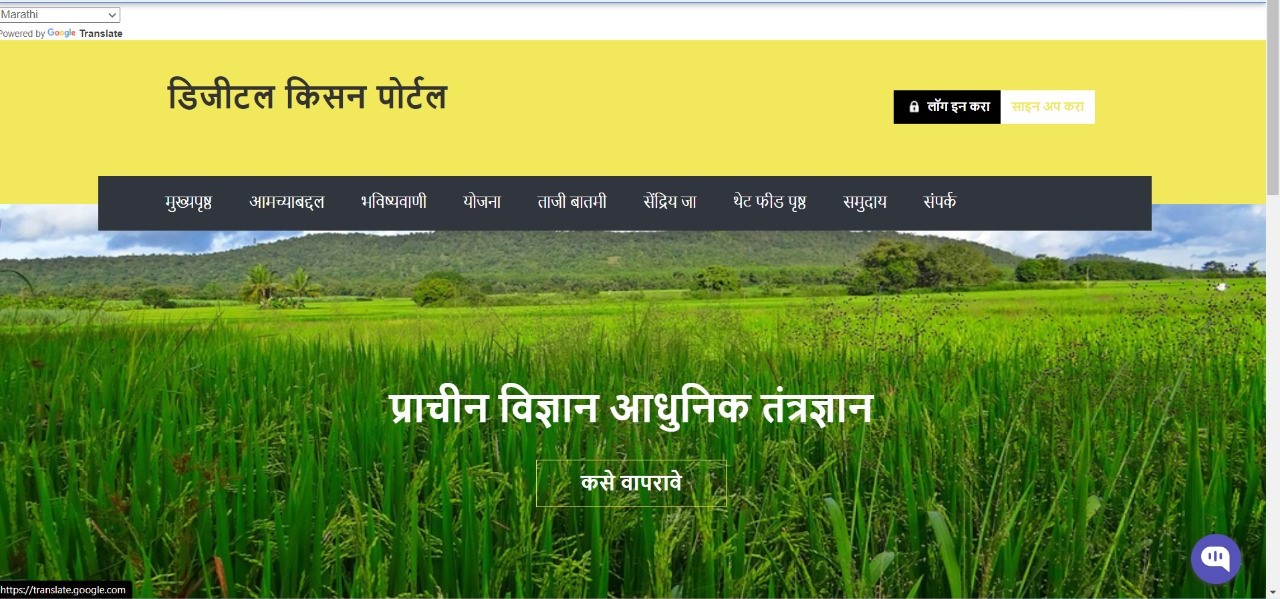 Marathi
Powered by Google Translate
डिजीटल किसन पोर्टल
लॉग इन करा साइन अप करा
मुख्यपृष्ठ आमच्याबद्दल भविष्यवाणी योजना ताजी बातमी सेंद्रिय जा थेट फीड पृष्ठ समुदाय संपर्क
प्राचीन विज्ञान आधुनिक तंत्रज्ञान
कसे वापरावे
https://translate.google.com